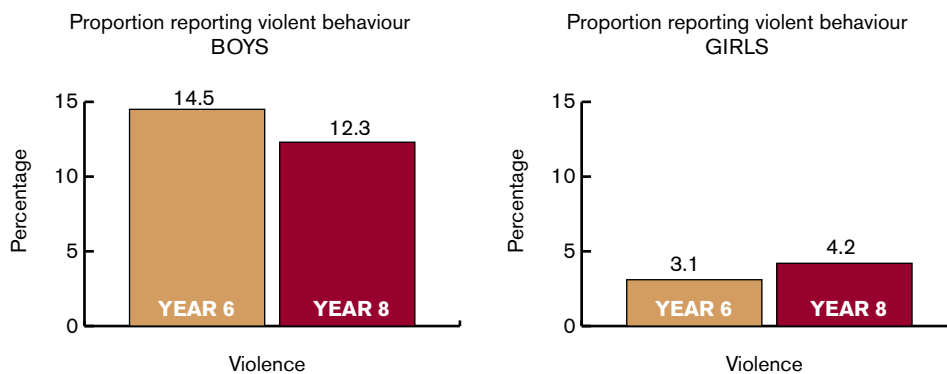 Proportion reporting violent behaviour
BOYS
15
10
5
0
Percentage
14.5
12.3
YEAR 6
YEAR 8
Violence
Proportion reporting violent behaviour
GIRLS
15
10
5
0
Percentage
3.1
4.2
YEAR 6
YEAR 8
Violence